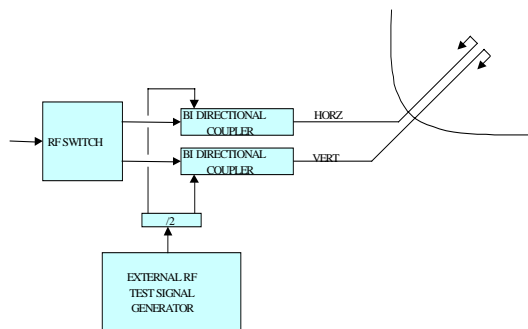 BI DIRECTIONAL
COUPLER
HORZ
RF SWITCH
BI DIRECTIONAL
COUPLER
VERT
/2
EXTERNAL RF
TEST SIGNAL
GENERATOR